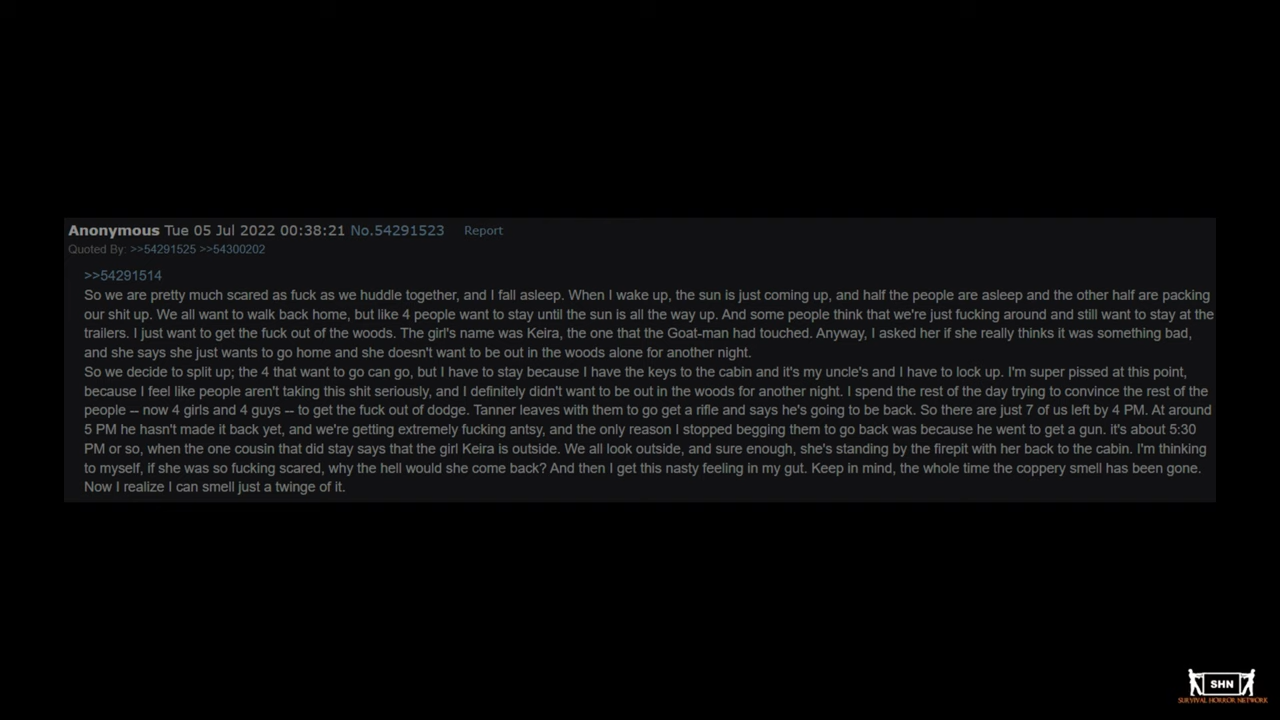 Anonymous Tue 05 Jul 2022 00:38:21 No.54291523 Report
Quoted By: >>54291525 >>54300202
>>54291514
So we are pretty much scared as fuck as we huddle together, and I fall asleep. When I wake up, the sun is just coming up, and half the people are asleep and the other half are packing
our shit up. We all want to walk back home, but like 4 people want to stay until the sun is all the way up. And some people think that we're just fucking around and still want to stay at the
trailers. I just want to get the fuck out of the woods. The girl's name was Keira, the one that the Goat-man had touched. Anyway, I asked her if she really thinks it was something bad,
and she says she just wants to go home and she doesn't want to be out in the woods alone for another night.
So we decide to split up; the 4 that want to go can go, but I have to stay because I have the keys to the cabin and it's my uncle's and I have to lock up. I'm super pissed at this point,
because I feel like people aren't taking this shit seriously, and I definitely didn't want to be out in the woods for another night. I spend the rest of the day trying to convince the rest of the
people -- now 4 girls and 4 guys -- to get the fuck out of dodge. Tanner leaves with them to go get a rifle and says he's going to be back. So there are just 7 of us left by 4 PM. At around
5 PM he hasn't made it back yet, and we're getting extremely fucking antsy, and the only reason I stopped begging them to go back was because he went to get a gun. it's about 5:30
PM or so, when the one cousin that did stay says that the girl Keira is outside. We all look outside, and sure enough, she's standing by the firepit with her back to the cabin. I'm thinking
to myself, if she was so fucking scared, why the hell would she come back? And then I get this nasty feeling in my gut. Keep in mind, the whole time the coppery smell has been gone.
Now I realize I can smell just a twinge of it.
SHN
SURVIVAL HORROR NETWORK